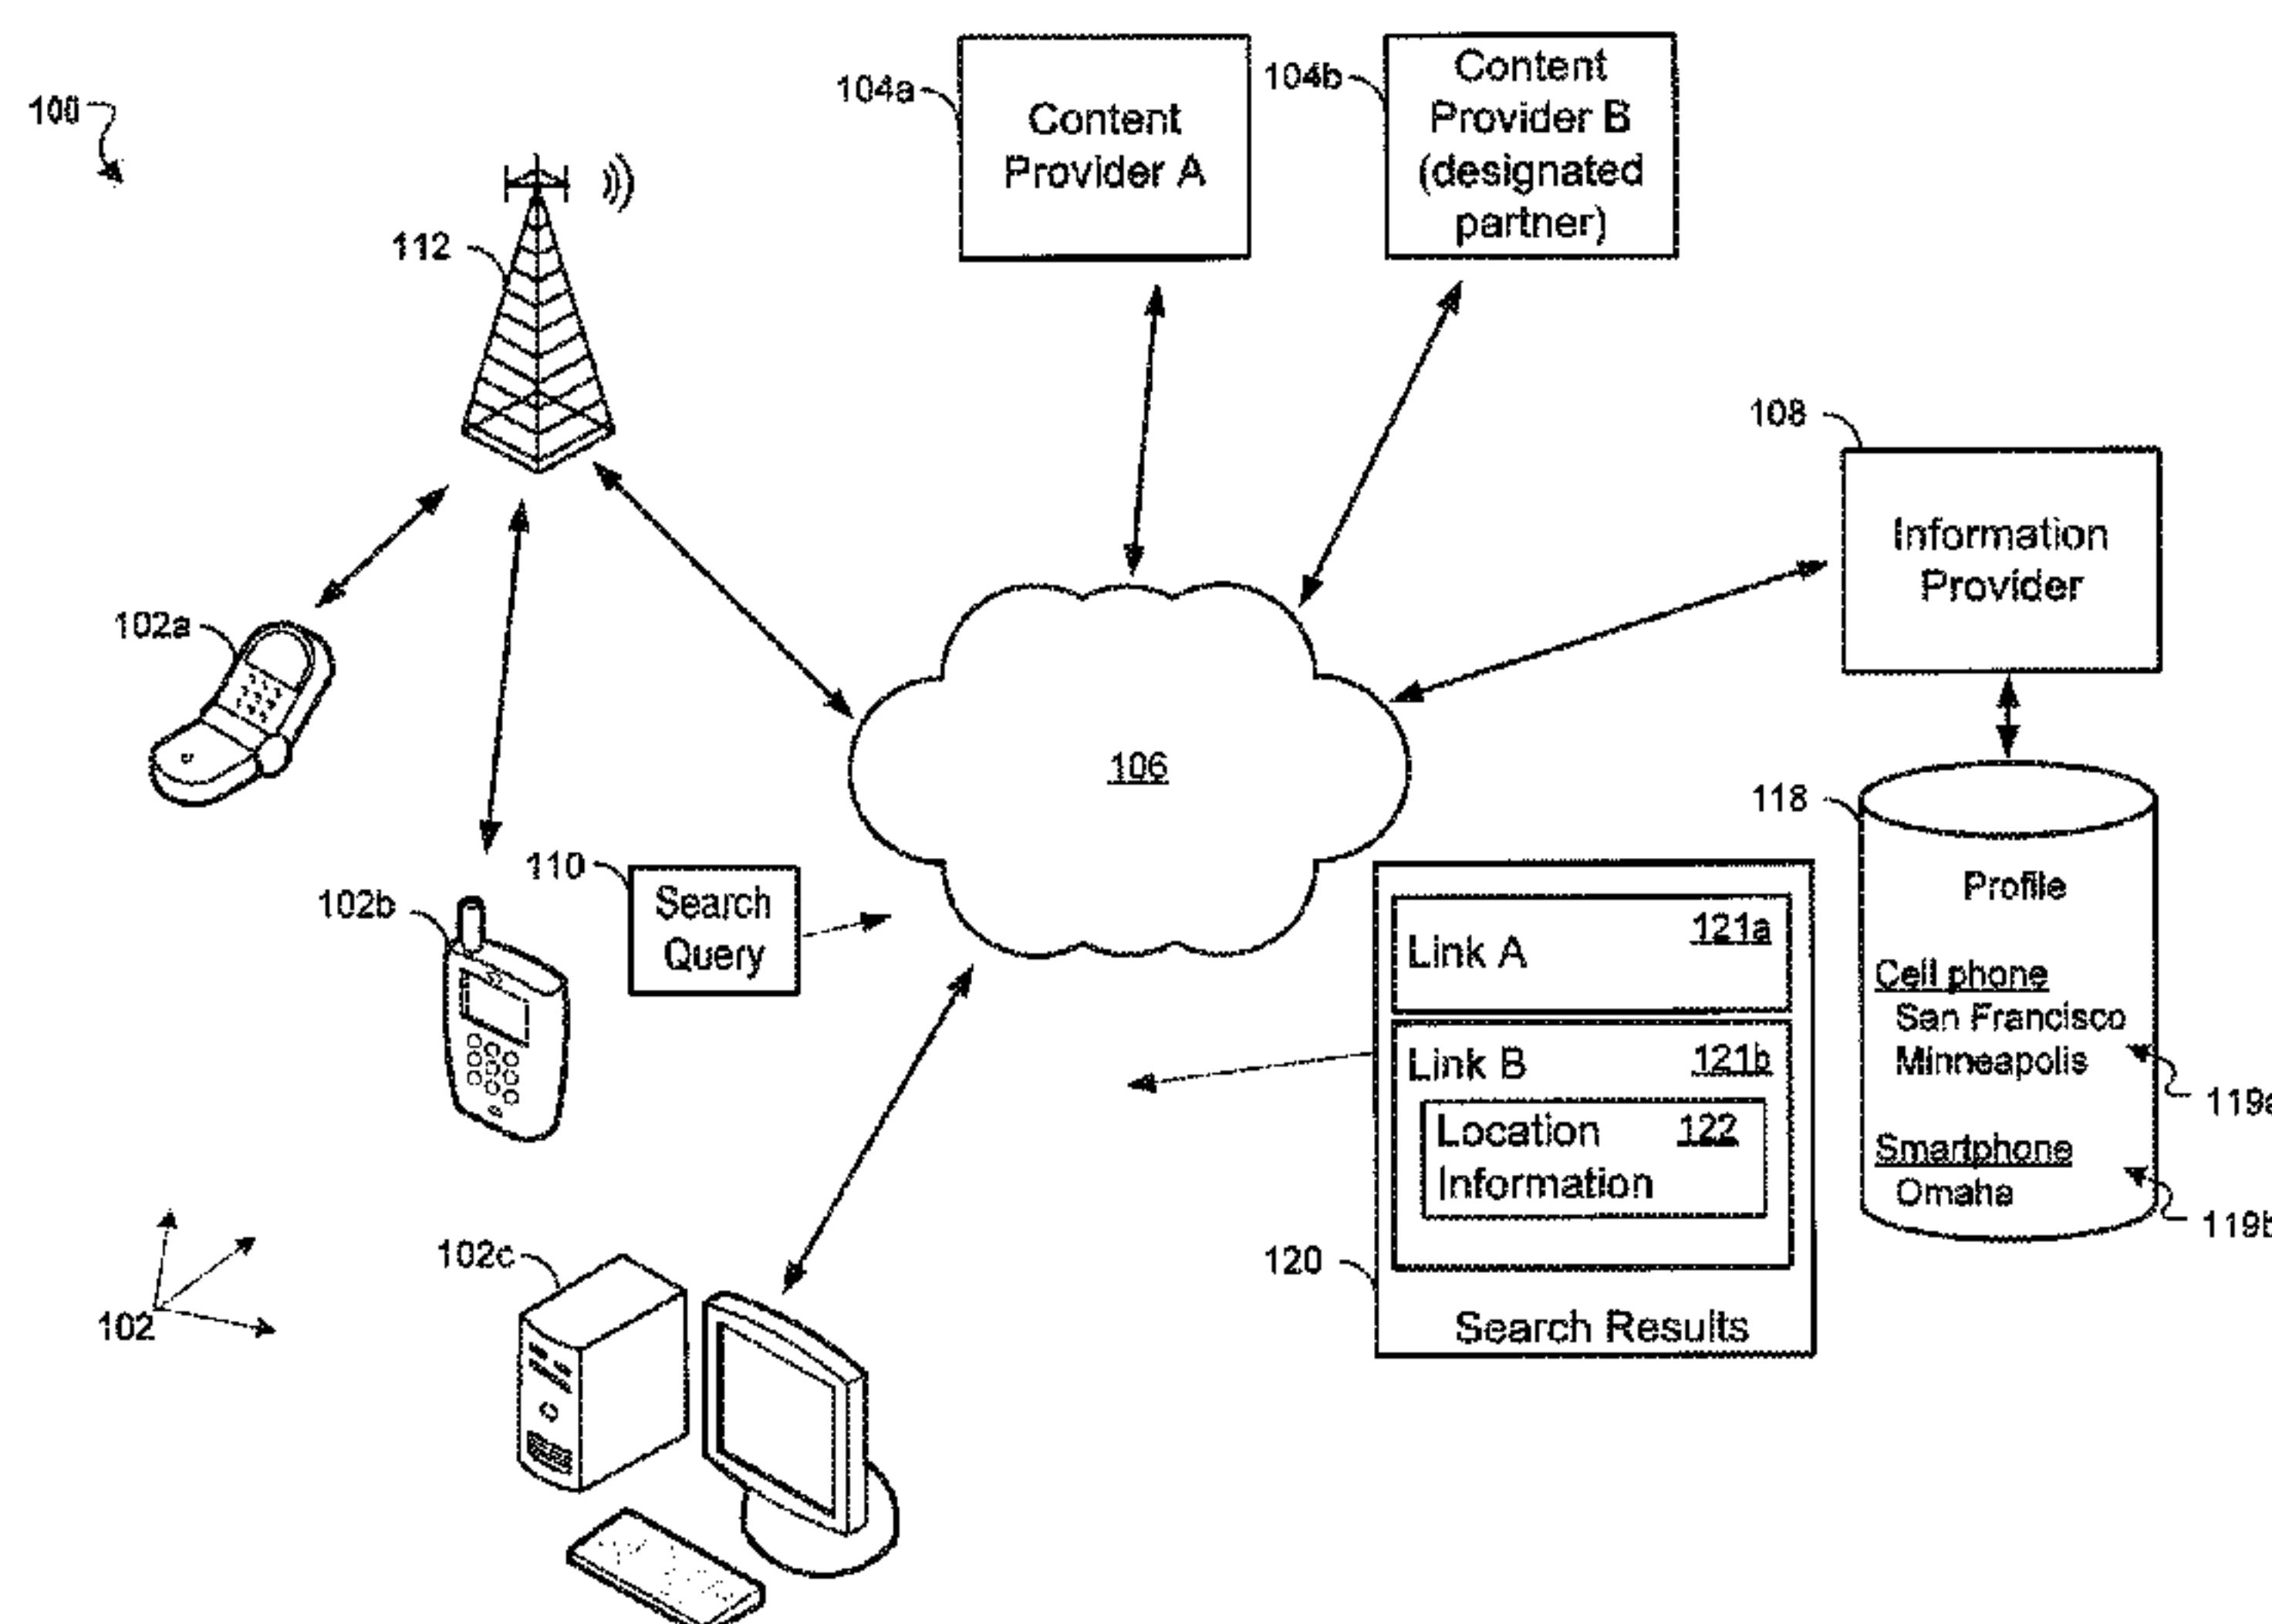 100
112
104a
Content
Provider A
104b
Content
Provider B
(designated
partner)
108
Information
Provider
102a
106
118
Profile
Cell phone
San Francisco
Minneapolis
119a
Smartphone
Omaha
119b
110
Search
Query
102b
Link A 121a
Link B 121b
Location 122
Information
120
Search Results
102c
102